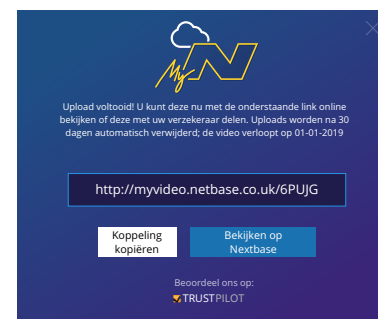 My N
Upload voltooid! U kunt deze nu met de onderstaande link online
bekijken of deze met uw verzekeraar delen. Uploads worden na 30
dagen automatisch verwijderd; de video verloopt op 01-01-2019
http://myvideo.netbase.co.uk/6PUJG
Koppeling
kopiëren
Bekijken op
Nextbase
Beoordeel ons op:
TRUSTPILOT